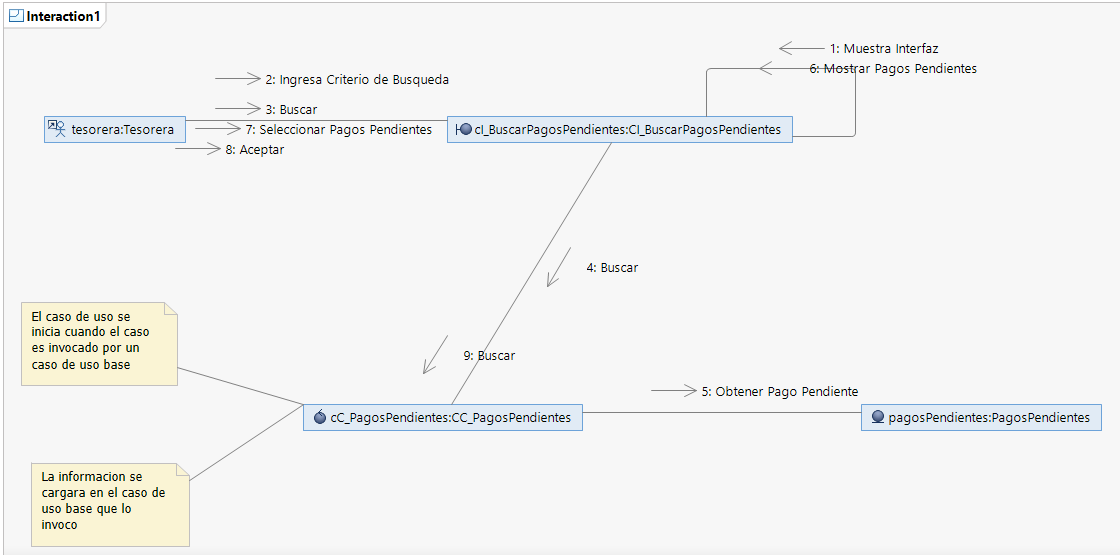 Interaction1
1: Muestra Interfaz
6: Mostrar Pagos Pendientes
2: Ingresa Criterio de Busqueda
3: Buscar
tesorera:Tesorera
7: Seleccionar Pagos Pendientes
cI_BuscarPagosPendientes:CI_BuscarPagosPendientes
8: Aceptar
4: Buscar
El caso de uso se
inicia cuando el caso
es invocado por un
caso de uso base
9: Buscar
5: Obtener Pago Pendiente
cC_PagosPendientes:CC_PagosPendientes
pagosPendientes:PagosPendientes
La informacion se
cargara en el caso de
uso base que lo
invoco